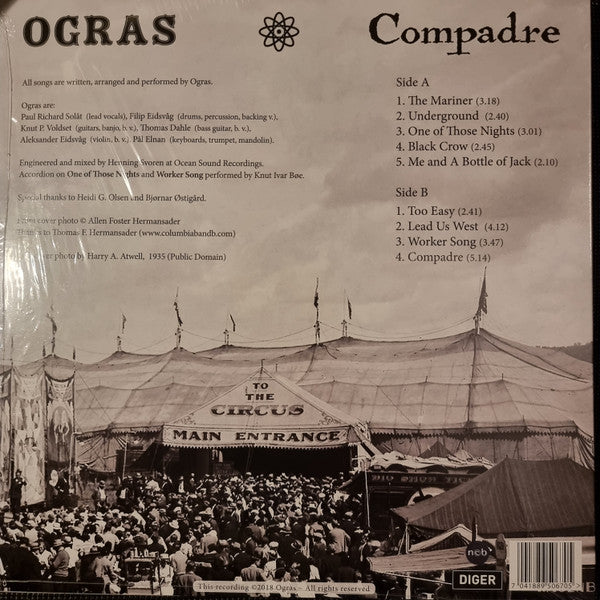 OGRAS
Compadre
All songs are written, arranged and performed by Ogras.
Ogras are:
Paul Richard Solåt (lead vocals), Filip Eidsvåg (drums, percussion, backing v.),
Knut P. Voldset (guitars, banjo, b. v.), Thomas Dahle (bass guitar, b. v.),
Aleksander Eidsvåg (violin, b. v.) Pål Elnan (keyboards, trumpet, mandolin).
Engineered and mixed by Henning Svoren at Ocean Sound Recordings.
Accordion on One of Those Nights and Worker Song performed by Knut Ivar Bøe.
Special thanks to Heidi G. Olsen and Bjørnar Østigård.
cover photo © Allen Foster Hermansader
Thanks to Thomas F. Hermansader (www.columbiabandb.com)
photo by Harry A. Atwell, 1935 (Public Domain)
Side A
1. The Mariner (3.18)
2. Underground (2.40)
3. One of Those Nights (3.01)
4. Black Crow (2.45)
5. Me and A Bottle of Jack (2.10)
Side B
1. Too Easy (2.41)
2. Lead Us West (4.12)
3. Worker Song (3.47)
4. Compadre (5.14)
TO
THE
CIRCUS
MAIN ENTRANCE
This recording ©2018 Ogras – All rights reserved
ncb
DIGER
7 041889 506705 >